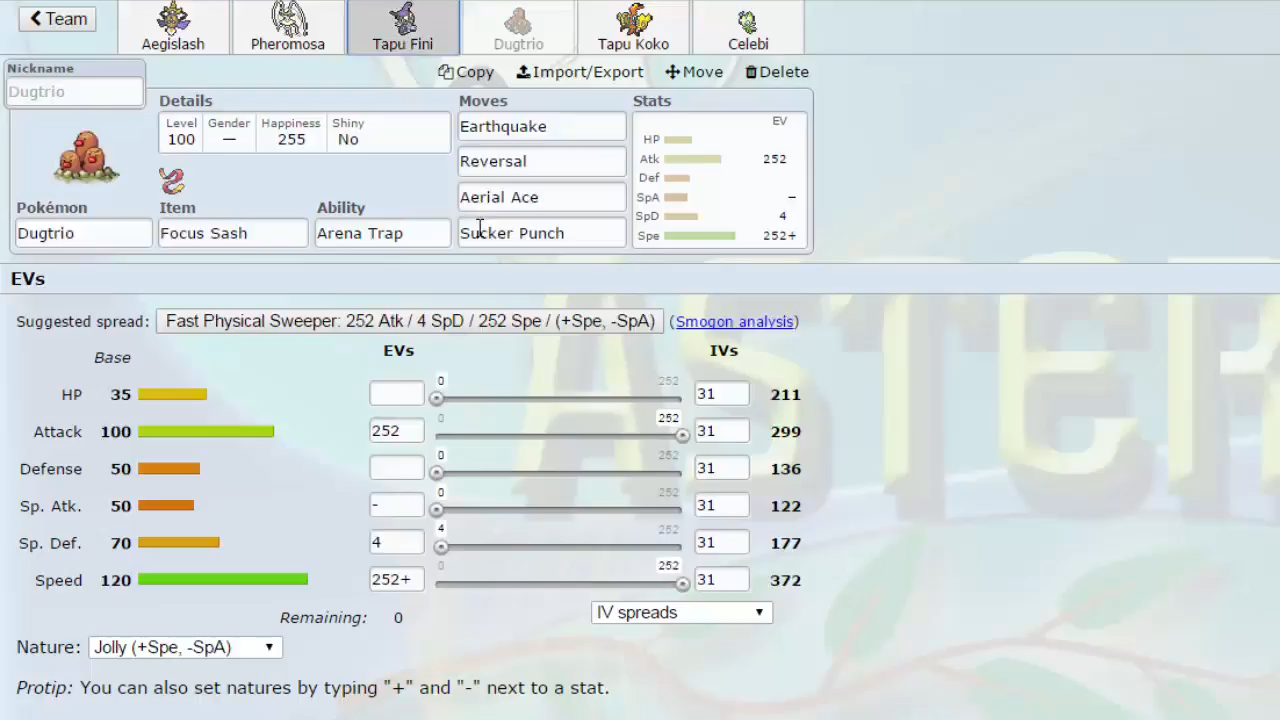 Team
Aegislash
Pheromosa
Tapu Fini
Dugtrio
Tapu Koko
Celebi
Nickname
Dugtrio
Copy
Import/Export
Move
Delete
Details
Moves
Stats
Level
100
Gender
—
Happiness
255
Shiny
No
Earthquake
Reversal
Aerial Ace
Sucker Punch
EV
HP
Atk 252
Def
SpA –
SpD 4
Spe 252+
Pokémon
Dugtrio
Item
Focus Sash
Ability
Arena Trap
EVs
Suggested spread: Fast Physical Sweeper: 252 Atk / 4 SpD / 252 Spe / (+Spe, -SpA) (Smogon analysis)
Base EVs IVs
HP 35 0 252 31 211
Attack 100 252 0 252 31 299
Defense 50 0 252 31 136
Sp. Atk. 50 - 0 252 31 122
Sp. Def. 70 4 4 252 31 177
Speed 120 252+ 0 252 31 372
Remaining: 0
IV spreads
Nature: Jolly (+Spe, -SpA)
Protip: You can also set natures by typing "+" and "-" next to a stat.
ASTER